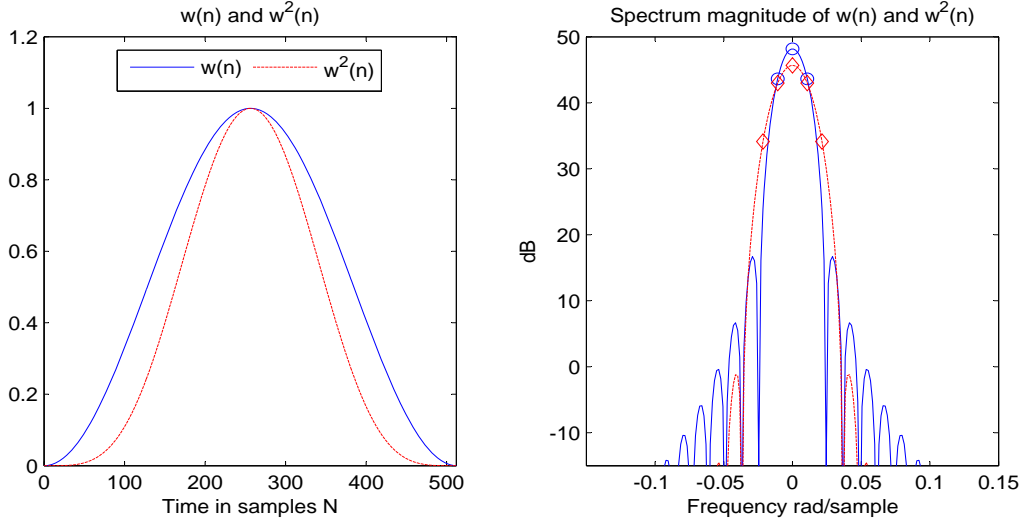 w(n) and w²(n)
1.2
1
0.8
0.6
0.4
0.2
0
0 100 200 300 400 500
Time in samples N
w(n)
w²(n)
Spectrum magnitude of w(n) and w²(n)
50
40
30
20
10
0
-10
dB
-0.1 -0.05 0 0.05 0.1 0.15
Frequency rad/sample